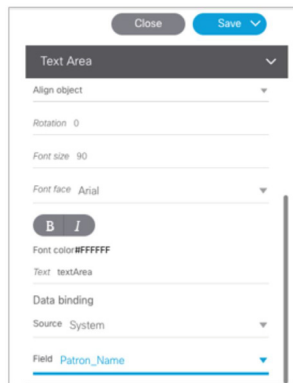 Close Save
Text Area
Align object
Rotation 0
Font size 90
Font face Arial
B I
Font color#FFFFFF
Text textArea
Data binding
Source System
Field Patron_Name